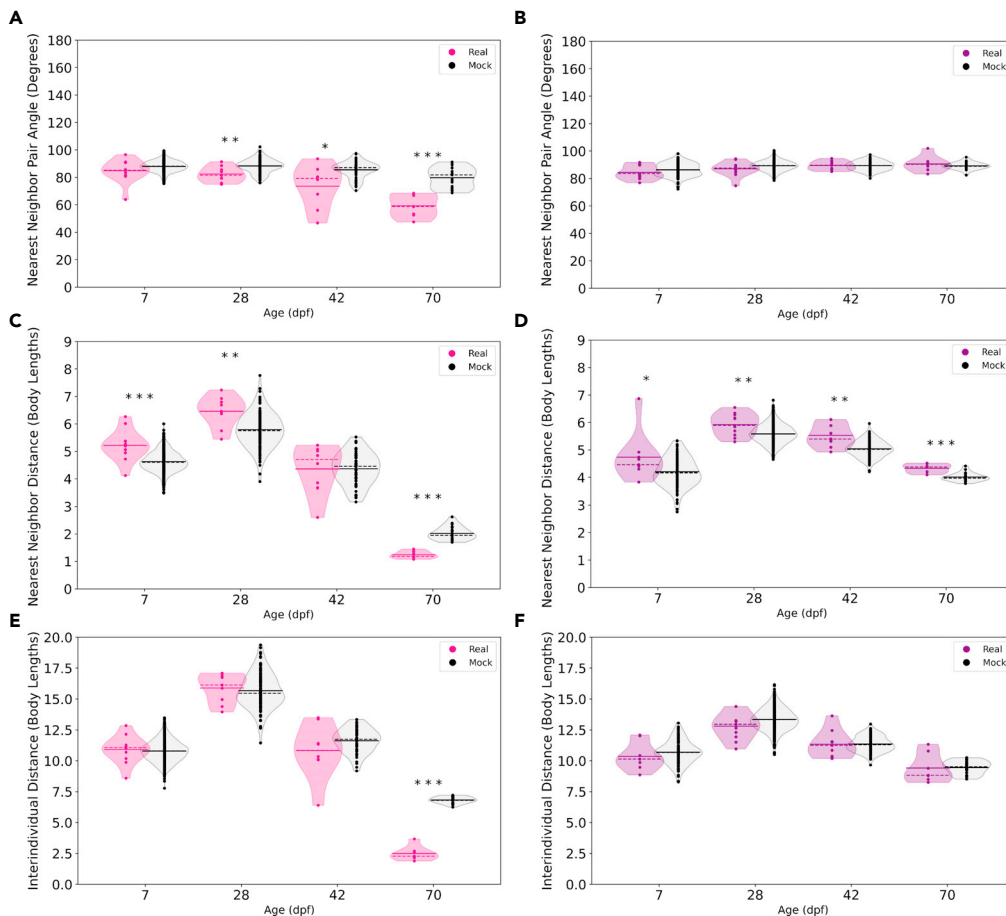 A
Nearest Neighbor Pair Angle (Degrees)
180
160
140
120
100
80
60
40
20
0
Real
Mock
* *
*
* * *
7
28
42
70
Age (dpf)
B
Nearest Neighbor Pair Angle (Degrees)
180
160
140
120
100
80
60
40
20
0
Real
Mock
7
28
42
70
Age (dpf)
C
Nearest Neighbor Distance (Body Lengths)
9
8
7
6
5
4
3
2
1
0
Real
Mock
* * *
* *
* * *
7
28
42
70
Age (dpf)
D
Nearest Neighbor Distance (Body Lengths)
9
8
7
6
5
4
3
2
1
0
Real
Mock
*
* *
* *
* * *
7
28
42
70
Age (dpf)
E
Interindividual Distance (Body Lengths)
20.0
17.5
15.0
12.5
10.0
7.5
5.0
2.5
0.0
Real
Mock
* * *
7
28
42
70
Age (dpf)
F
Interindividual Distance (Body Lengths)
20.0
17.5
15.0
12.5
10.0
7.5
5.0
2.5
0.0
Real
Mock
7
28
42
70
Age (dpf)